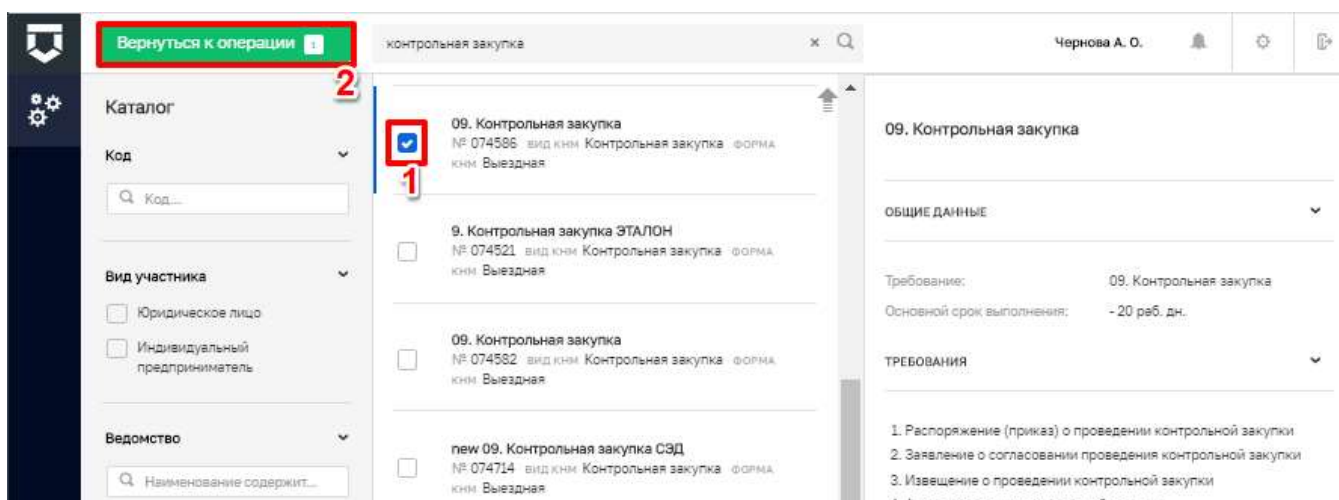 Вернуться к операции 1
контрольная закупка
Чернова А. О.
2
Каталог
Код
Код...
Вид участника
Юридическое лицо
Индивидуальный
предприниматель
Ведомство
Наименование содержит...
09. Контрольная закупка
№ 074586 ВИД КНМ Контрольная закупка ФОРМА
КНМ Выездная
1
9. Контрольная закупка ЭТАЛОН
№ 074521 ВИД КНМ Контрольная закупка ФОРМА
КНМ Выездная
09. Контрольная закупка
№ 074582 ВИД КНМ Контрольная закупка ФОРМА
КНМ Выездная
new 09. Контрольная закупка СЭД
№ 074714 ВИД КНМ Контрольная закупка ФОРМА
КНМ Выездная
09. Контрольная закупка
ОБЩИЕ ДАННЫЕ
Требование: 09. Контрольная закупка
Основной срок выполнения: - 20 раб. дн.
ТРЕБОВАНИЯ
1. Распоряжение (приказ) о проведении контрольной закупки
2. Заявление о согласовании проведения контрольной закупки
3. Извещение о проведении контрольной закупки